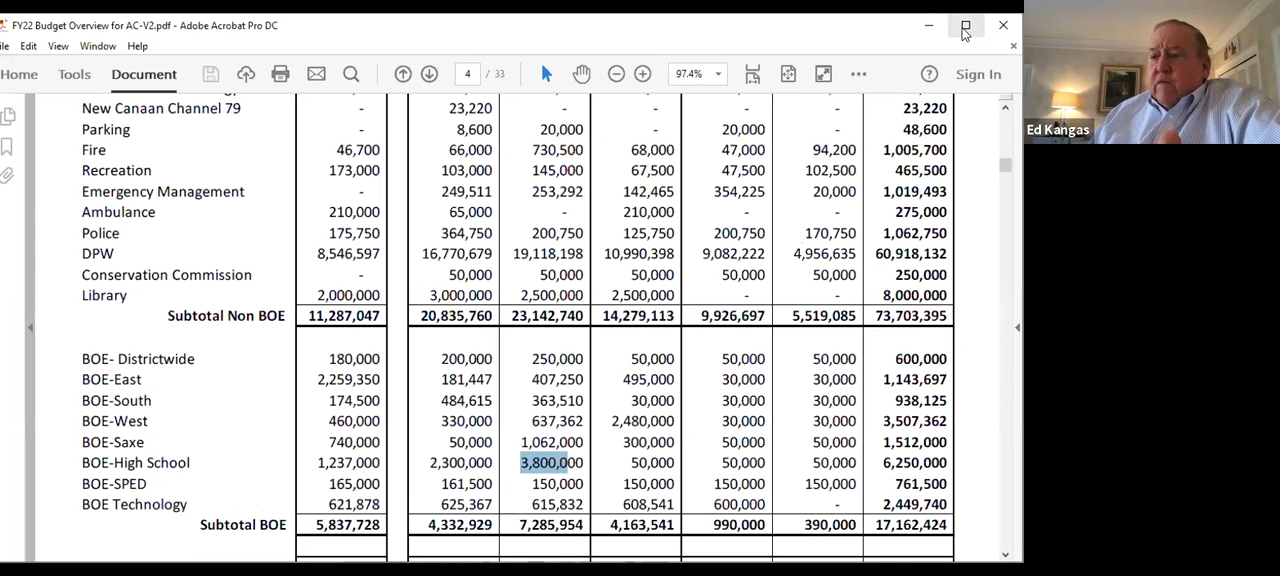 FY22 Budget Overview for AC-V2.pdf - Adobe Acrobat Pro DC
ile Edit View Window Help
Home Tools Document 4 / 33 97.4% Sign In
New Canaan Channel 79 - 23,220 - - - - 23,220
Parking - 8,600 20,000 - 20,000 - 48,600
Fire 46,700 66,000 730,500 68,000 47,000 94,200 1,005,700
Recreation 173,000 103,000 145,000 67,500 47,500 102,500 465,500
Emergency Management - 249,511 253,292 142,465 354,225 20,000 1,019,493
Ambulance 210,000 65,000 - 210,000 - - 275,000
Police 175,750 364,750 200,750 125,750 200,750 170,750 1,062,750
DPW 8,546,597 16,770,679 19,118,198 10,990,398 9,082,222 4,956,635 60,918,132
Conservation Commission - 50,000 50,000 50,000 50,000 50,000 250,000
Library 2,000,000 3,000,000 2,500,000 2,500,000 - - 8,000,000
Subtotal Non BOE 11,287,047 20,835,760 23,142,740 14,279,113 9,926,697 5,519,085 73,703,395
BOE- Districtwide 180,000 200,000 250,000 50,000 50,000 50,000 600,000
BOE-East 2,259,350 181,447 407,250 495,000 30,000 30,000 1,143,697
BOE-South 174,500 484,615 363,510 30,000 30,000 30,000 938,125
BOE-West 460,000 330,000 637,362 2,480,000 30,000 30,000 3,507,362
BOE-Saxe 740,000 50,000 1,062,000 300,000 50,000 50,000 1,512,000
BOE-High School 1,237,000 2,300,000 3,800,000 50,000 50,000 50,000 6,250,000
BOE-SPED 165,000 161,500 150,000 150,000 150,000 150,000 761,500
BOE Technology 621,878 625,367 615,832 608,541 600,000 - 2,449,740
Subtotal BOE 5,837,728 4,332,929 7,285,954 4,163,541 990,000 390,000 17,162,424
Ed Kangas